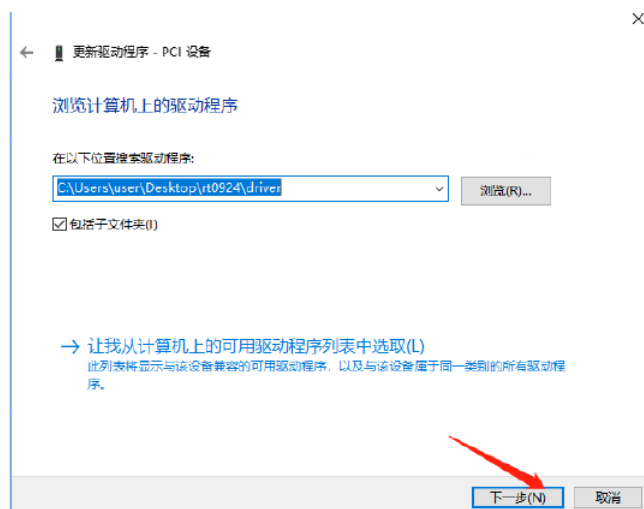 更新驱动程序 - PCI 设备
浏览计算机上的驱动程序
在以下位置搜索驱动程序:
C:\Users\user\Desktop\rt0924\driver
浏览(R)...
包括子文件夹(I)
让我从计算机上的可用驱动程序列表中选取(L)
此列表将显示与该设备兼容的可用驱动程序，以及与该设备属于同一类别的所有驱动程
序。
下一步(N)
取消